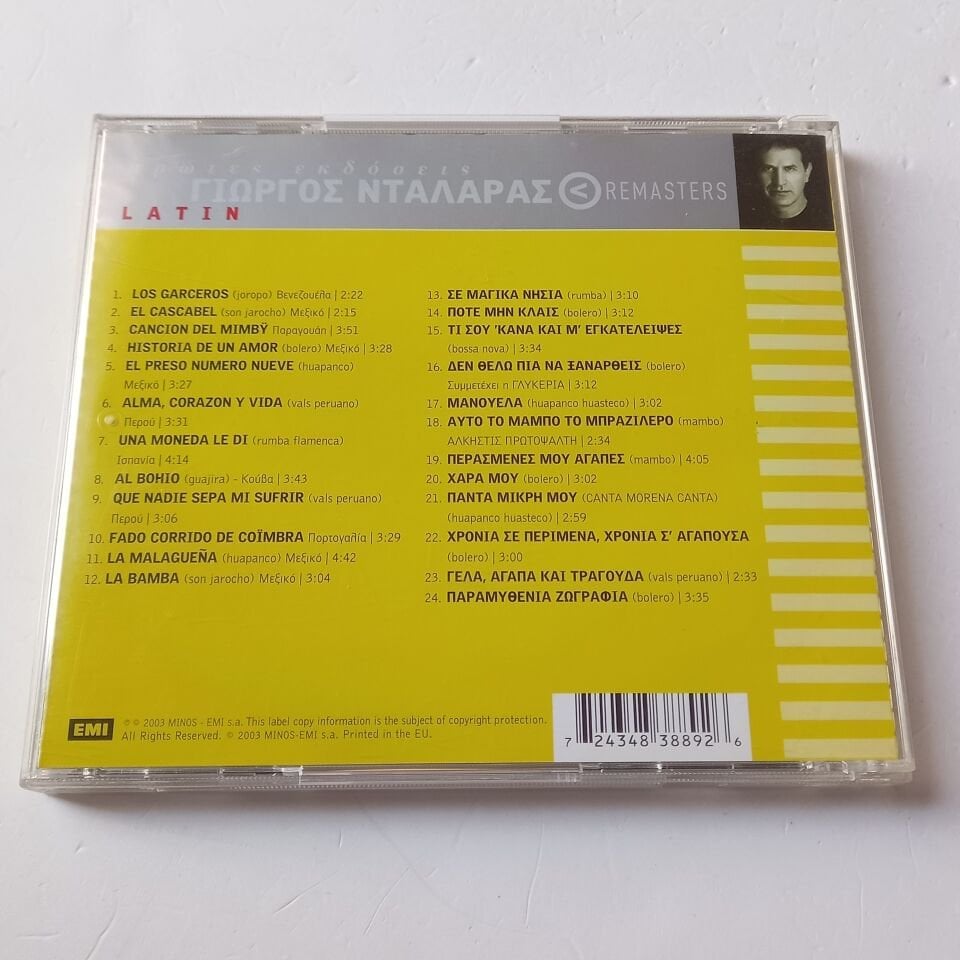 πρώτες εκδόσεις
ΓΙΩΡΓΟΣ ΝΤΑΛΑΡΑΣ REMASTERS
LATIN
1. LOS GARCEROS (joropo) Βενεζουέλα | 2:22
2. EL CASCABEL (son jarocho) Μεξικό | 2:15
3. CANCION DEL MIMBŸ Παραγουάη | 3:51
4. HISTORIA DE UN AMOR (bolero) Μεξικό | 3:28
5. EL PRESO NUMERO NUEVE (huapanco)
Μεξικό | 3:27
6. ALMA, CORAZON Y VIDA (vals peruano)
Περού | 3:31
7. UNA MONEDA LE DI (rumba flamenca)
Ισπανία | 4:14
8. AL BOHIO (guajira) - Κούβα | 3:43
9. QUE NADIE SEPA MI SUFRIR (vals peruano)
Περού | 3:06
10. FADO CORRIDO DE COÏMBRA Πορτογαλία | 3:29
11. LA MALAGUEÑA (huapanco) Μεξικό | 4:42
12. LA BAMBA (son jarocho) Μεξικό | 3:04
13. ΣΕ ΜΑΓΙΚΑ ΝΗΣΙΑ (rumba) | 3:10
14. ΠΟΤΕ ΜΗΝ ΚΛΑΙΣ (bolero) | 3:12
15. ΤΙ ΣΟΥ 'ΚΑΝΑ ΚΑΙ Μ' ΕΓΚΑΤΕΛΕΙΨΕΣ
(bossa nova) | 3:34
16. ΔΕΝ ΘΕΛΩ ΠΙΑ ΝΑ ΞΑΝΑΡΘΕΙΣ (bolero)
Συμμετέχει η ΓΛΥΚΕΡΙΑ | 3:12
17. ΜΑΝΟΥΕΛΑ (huapanco huasteco) | 3:02
18. ΑΥΤΟ ΤΟ ΜΑΜΠΟ ΤΟ ΜΠΡΑΖΙΛΕΡΟ (mambo)
ΑΛΚΗΣΤΙΣ ΠΡΩΤΟΨΑΛΤΗ | 2:34
19. ΠΕΡΑΣΜΕΝΕΣ ΜΟΥ ΑΓΑΠΕΣ (mambo) | 4:05
20. ΧΑΡΑ ΜΟΥ (bolero) | 3:02
21. ΠΑΝΤΑ ΜΙΚΡΗ ΜΟΥ (CANTA MORENA CANTA)
(huapanco huasteco) | 2:59
22. ΧΡΟΝΙΑ ΣΕ ΠΕΡΙΜΕΝΑ, ΧΡΟΝΙΑ Σ' ΑΓΑΠΟΥΣΑ
(bolero) | 3:00
23. ΓΕΛΑ, ΑΓΑΠΑ ΚΑΙ ΤΡΑΓΟΥΔΑ (vals peruano) | 2:33
24. ΠΑΡΑΜΥΘΕΝΙΑ ΖΩΓΡΑΦΙΑ (bolero) | 3:35
EMI
℗ © 2003 MINOS - EMI s.a. This label copy information is the subject of copyright protection.
All Rights Reserved. © 2003 MINOS-EMI s.a. Printed in the EU.
7 24348 38892 6